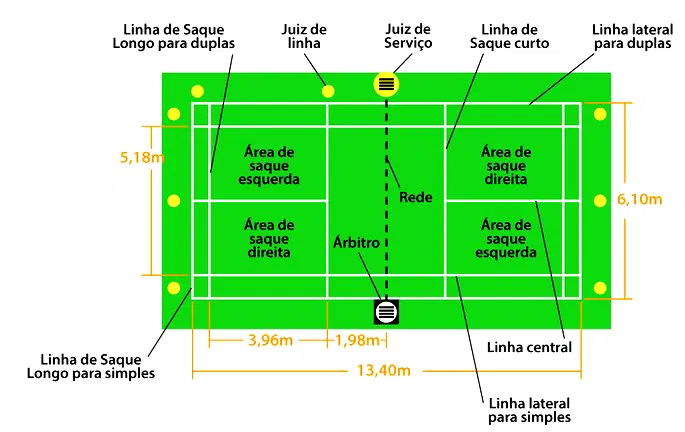 Linha de Saque
Longo para duplas
Juiz de
linha
Juiz de
Serviço
Linha de
Saque curto
Linha lateral
para duplas
5,18m
Área de
saque
esquerda
Área de
saque
direita
Rede
6,10m
Área de
saque
direita
Árbitro
Área de
saque
esquerda
3,96m
1,98m
Linha central
Linha de Saque
Longo para simples
13,40m
Linha lateral
para simples